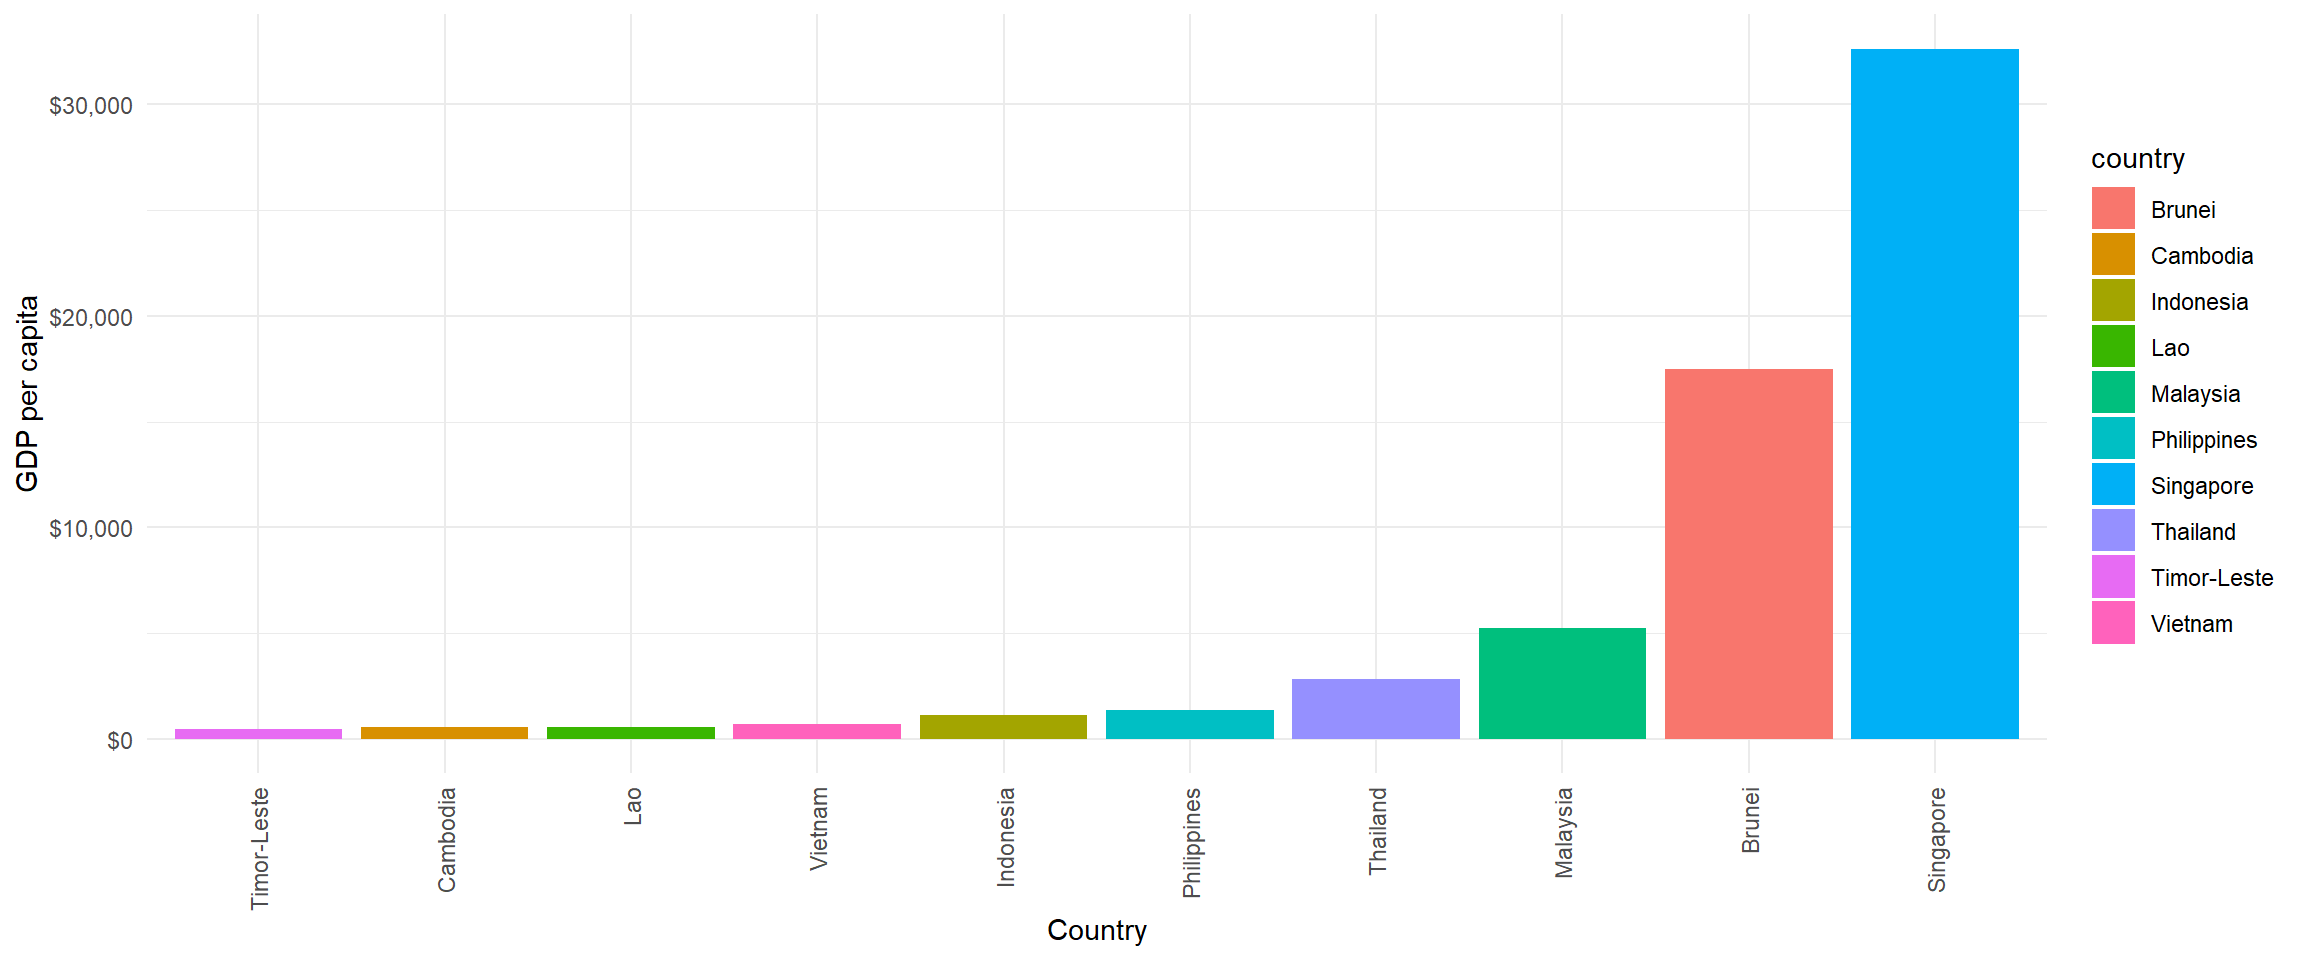 GDP per capita
$30,000
$20,000
$10,000
$0
Timor-Leste
Cambodia
Lao
Vietnam
Indonesia
Philippines
Thailand
Malaysia
Brunei
Singapore
Country
country
Brunei
Cambodia
Indonesia
Lao
Malaysia
Philippines
Singapore
Thailand
Timor-Leste
Vietnam